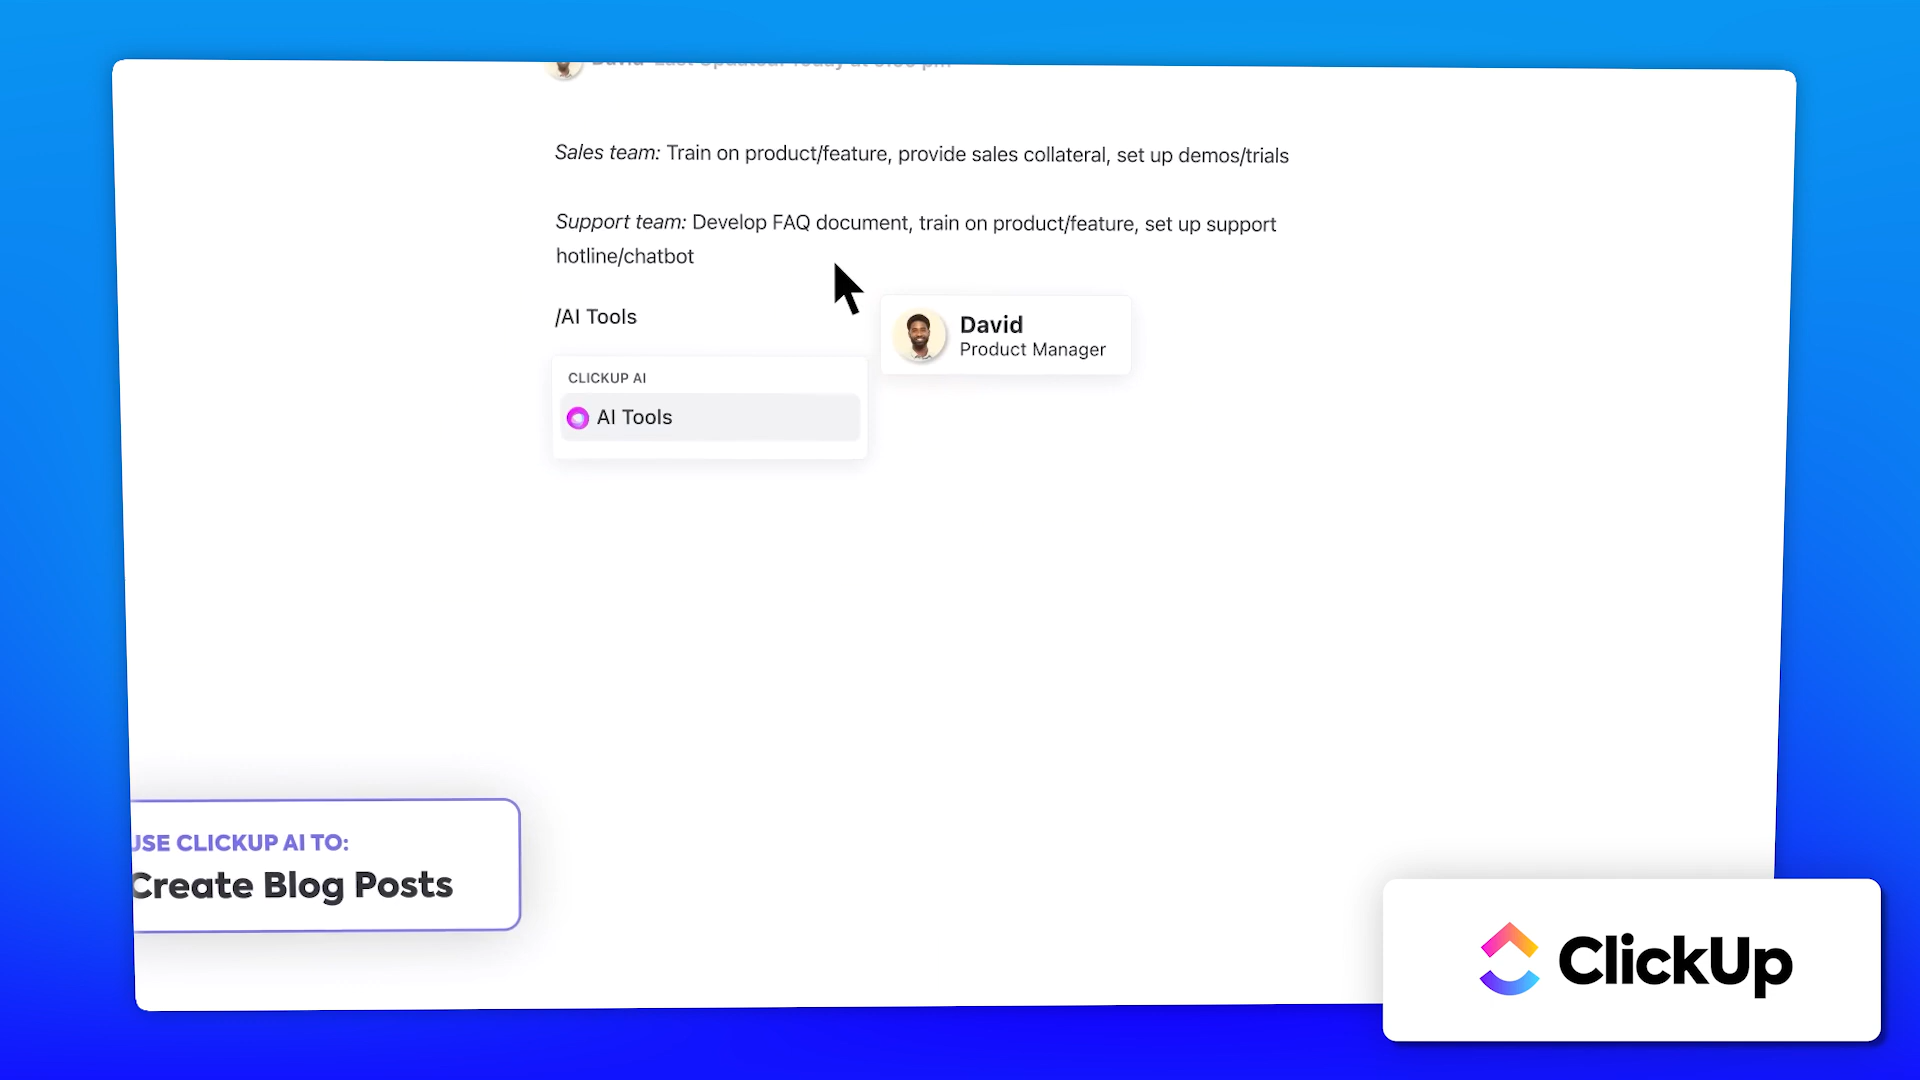 Sales team: Train on product/feature, provide sales collateral, set up demos/trials
Support team: Develop FAQ document, train on product/feature, set up support
hotline/chatbot
/AI Tools
David
Product Manager
CLICKUP AI
AI Tools
USE CLICKUP AI TO:
Create Blog Posts
ClickUp